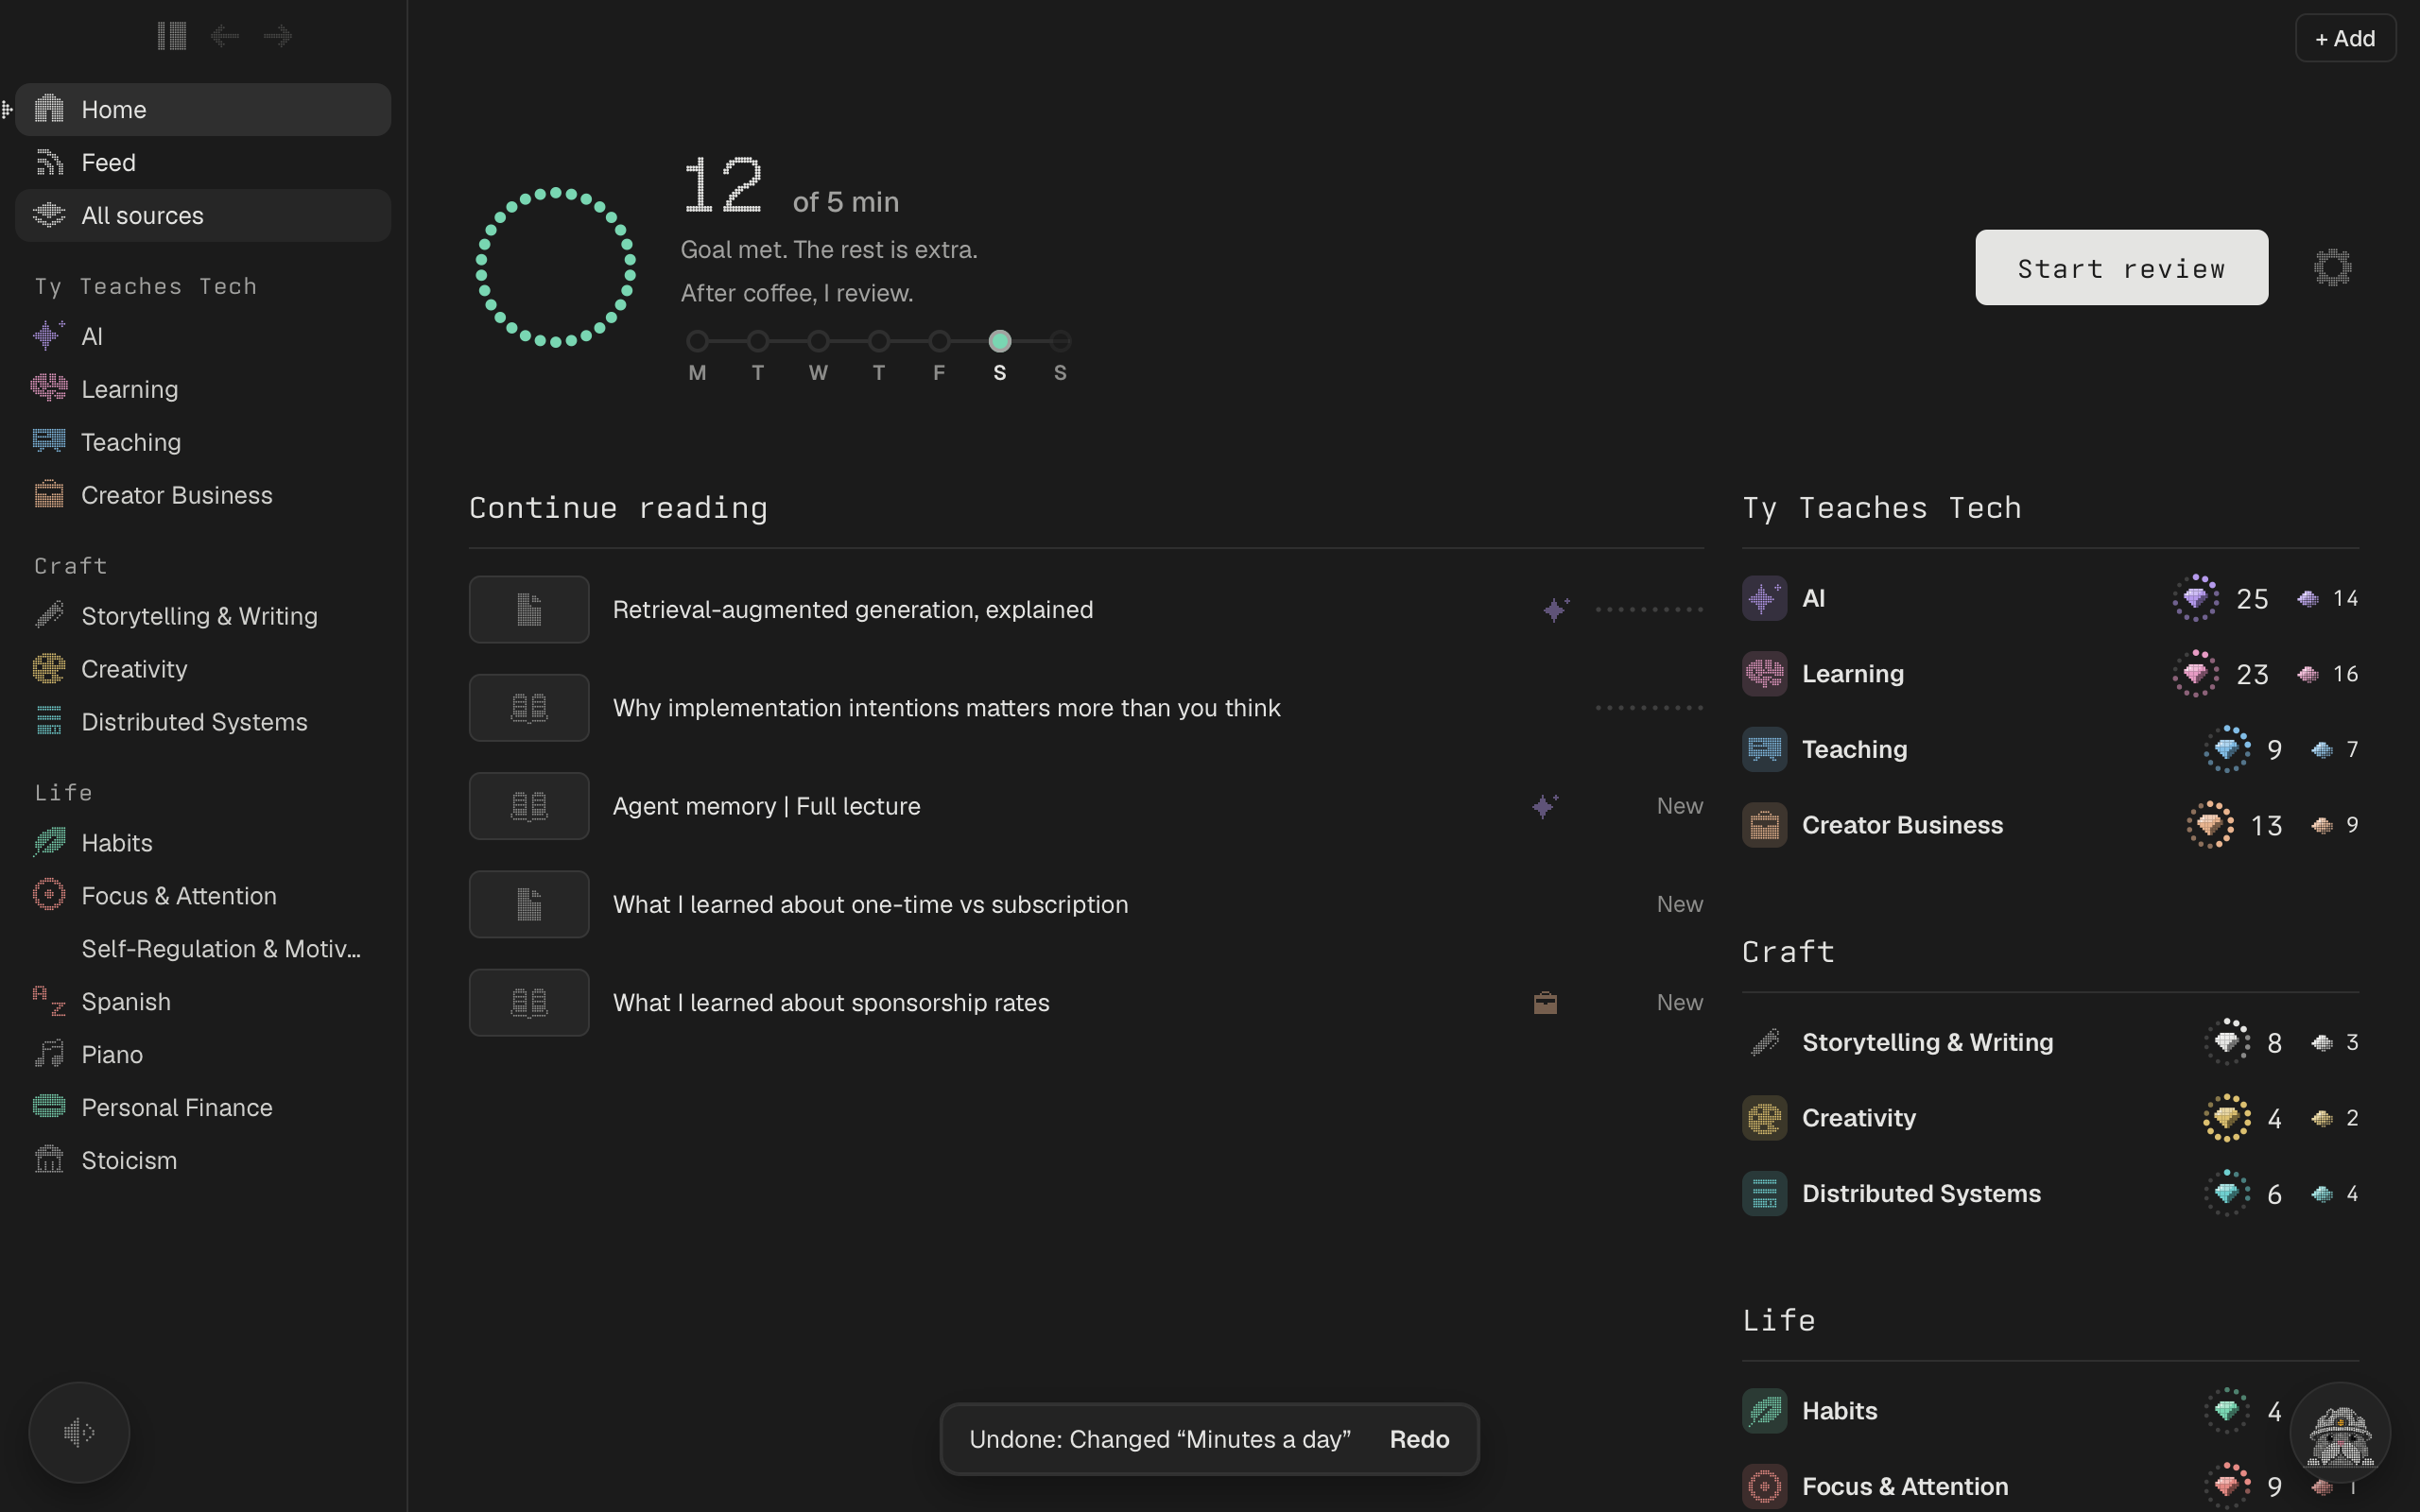 + Add
Home
Feed
All sources
Ty Teaches Tech
AI
Learning
Teaching
Creator Business
Craft
Storytelling & Writing
Creativity
Distributed Systems
Life
Habits
Focus & Attention
Self-Regulation & Motiv...
Spanish
Piano
Personal Finance
Stoicism
12 of 5 min
Goal met. The rest is extra.
After coffee, I review.
M T W T F S S
Start review
Continue reading
Retrieval-augmented generation, explained
Why implementation intentions matters more than you think
Agent memory | Full lecture New
What I learned about one-time vs subscription New
What I learned about sponsorship rates New
Ty Teaches Tech
AI 25 14
Learning 23 16
Teaching 9 7
Creator Business 13 9
Craft
Storytelling & Writing 8 3
Creativity 4 2
Distributed Systems 6 4
Life
Habits 4
Focus & Attention 9
Undone: Changed “Minutes a day” Redo